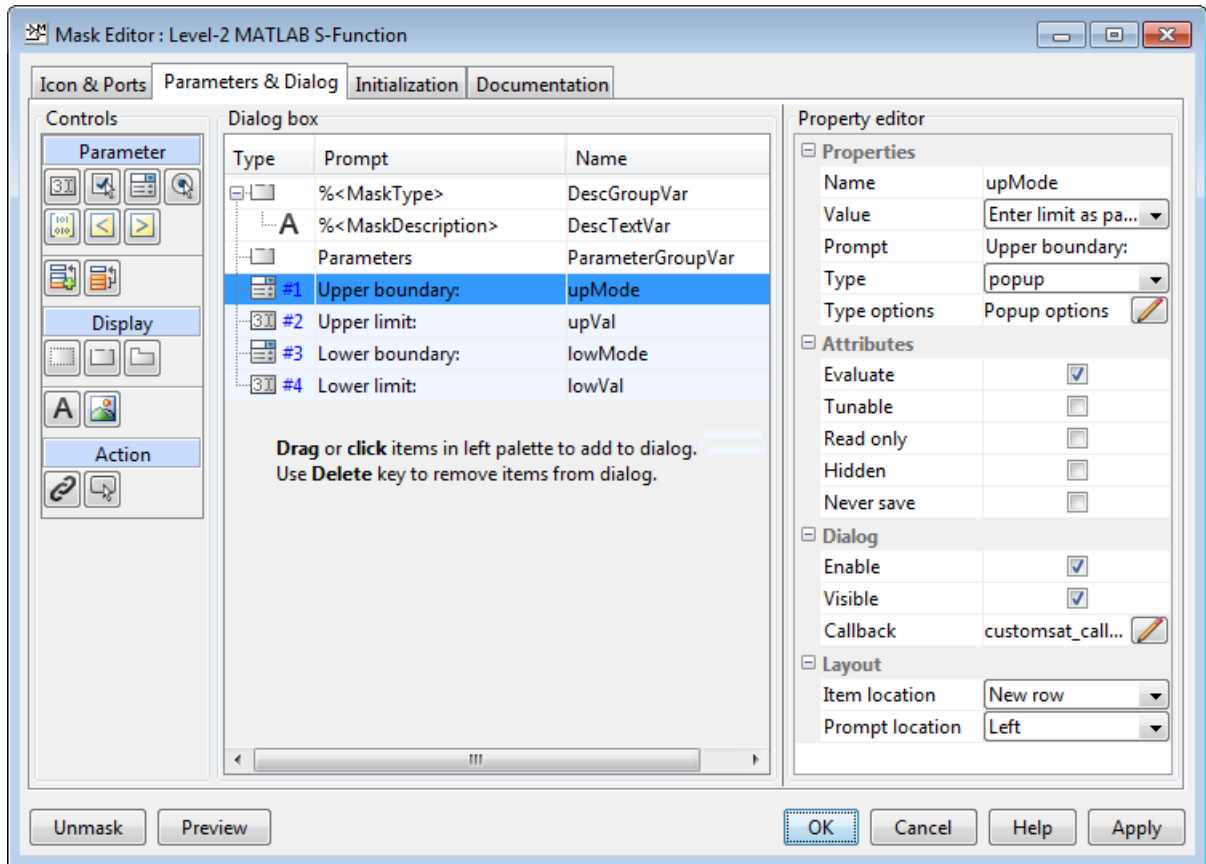 Mask Editor : Level-2 MATLAB S-Function
Icon & Ports Parameters & Dialog Initialization Documentation
Controls
Parameter
Display
A
Action
Dialog box
Type Prompt Name
%<MaskType> DescGroupVar
A %<MaskDescription> DescTextVar
Parameters ParameterGroupVar
#1 Upper boundary: upMode
#2 Upper limit: upVal
#3 Lower boundary: lowMode
#4 Lower limit: lowVal
Drag or click items in left palette to add to dialog.
Use Delete key to remove items from dialog.
Property editor
Properties
Name upMode
Value Enter limit as pa...
Prompt Upper boundary:
Type popup
Type options Popup options
Attributes
Evaluate
Tunable
Read only
Hidden
Never save
Dialog
Enable
Visible
Callback customsat_call...
Layout
Item location New row
Prompt location Left
Unmask Preview OK Cancel Help Apply